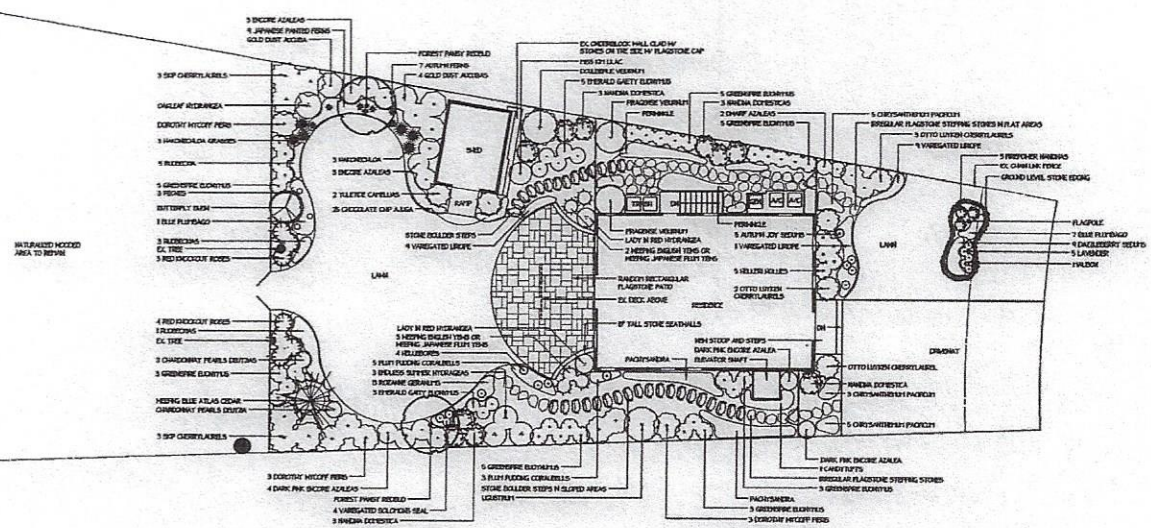 3 ENCORE AZALEAS
9 JAPANESE PAINTED FERNS
GOLD DUST AUCUBA
FOREST PANSY REDBUD
7 AUTUMN FERNS
4 GOLD DUST AUCUBAS
EX. CINDERBLOCK WALL CLAD W/
STONES ON THE SIDE W/ FLAGSTONE CAP
MISS KIM LILAC
DOUBLEFILE VIBURNUM
5 EMERALD GAIETY EUONYMUS
3 NANDINA DOMESTICA
FRAGRANT VIBURNUM
PERIWINKLE
5 GREENSPIRE EUONYMUS
3 NANDINA DOMESTICAS
2 DWARF AZALEAS
5 GREENSPIRE EUONYMUS
5 CHRYSANTHEMUM PACIFICUM
IRREGULAR FLAGSTONE STEPPING STONES IN FLAT AREAS
3 OTTO LUYKEN CHERRYLAURELS
9 VARIEGATED LIRIOPE
3 FIREPOWER NANDINAS
EX. CHAIN LINK FENCE
GROUND LEVEL STONE EDGING
FLAGPOLE
7 BLUE PLUMBAGO
9 DAZZLEBERRY SEDUMS
5 LAVENDER
MAILBOX
3 SKIP CHERRYLAURELS
OAKLEAF HYDRANGEA
DOROTHY WYCOFF PIERIS
3 HAKONECHLOA GRASSES
5 GREENSPIRE EUONYMUS
3 PEONIES
BUTTERFLY BUSH
11 BLUE PLUMBAGO
3 RUDBECKIAS
EX. TREE
3 RED KNOCKOUT ROSES
NATURALIZED WOODED
AREA TO REMAIN
3 HAKONECHLOA
3 ENCORE AZALEAS
2 YULETIDE CAMELLIAS
25 CHOCOLATE CHIP AJUGA
SHED
RAMP
STONE BOULDER STEPS
9 VARIEGATED LIRIOPE
TRASH
DN
GEN
A/C
A/C
FRAGRANT VIBURNUM
LADY IN RED HYDRANGEA
2 WEEPING ENGLISH YEWS OR
WEEPING JAPANESE PLUM YEWS
PERIWINKLE
5 AUTUMN JOY SEDUMS
11 VARIEGATED LIRIOPE
5 HELLERI HOLLIES
2 OTTO LUYKEN
CHERRYLAURELS
LAWN
LAWN
RANDOM RECTANGULAR
FLAGSTONE PATIO
EX. DECK ABOVE
RESIDENCE
18" TALL STONE SEATWALLS
DN
NEW STOOP AND STEPS
DARK PINK ENCORE AZALEA
ELEVATOR SHAFT
PACHYSANDRA
DRIVEWAY
4 RED KNOCKOUT ROSES
11 RUDBECKIAS
EX. TREE
2 CHARDONNAY PEARLS DEUTZIAS
3 GREENSPIRE EUONYMUS
WEEPING BLUE ATLAS CEDAR
CHARDONNAY PEARLS DEUTZIA
3 SKIP CHERRYLAURELS
LADY IN RED HYDRANGEA
3 WEEPING ENGLISH YEWS OR
WEEPING JAPANESE PLUM YEWS
4 HELLEBORES
5 PLUM PUDDING CORALBELLS
3 ENDLESS SUMMER HYDRAGEAS
13 ROZANNE GERANIUMS
3 EMERALD GAIETY EUONYMUS
OTTO LUYKEN CHERRYLAUREL
NANDINA DOMESTICA
3 CHRYSANTHEMUM PACIFICUM
5 CHRYSANTHEMUM PACIFICUM
DARK PINK ENCORE AZALEA
11 CANDYTUFTS
IRREGULAR FLAGSTONE STEPPING STONES
3 GREENSPIRE EUONYMUS
3 DOROTHY WYCOFF PIERIS
4 DARK PINK ENCORE AZALEAS
FOREST PANSY REDBUD
4 VARIEGATED SOLOMONS SEAL
3 NANDINA DOMESTICA
5 GREENSPIRE EUONYMUS
3 PLUM PUDDING CORALBELLS
STONE BOULDER STEPS IN SLOPED AREAS
LIGUSTRUM
PACHYSANDRA
3 GREENSPIRE EUONYMUS
3 DOROTHY WYCOFF PIERIS